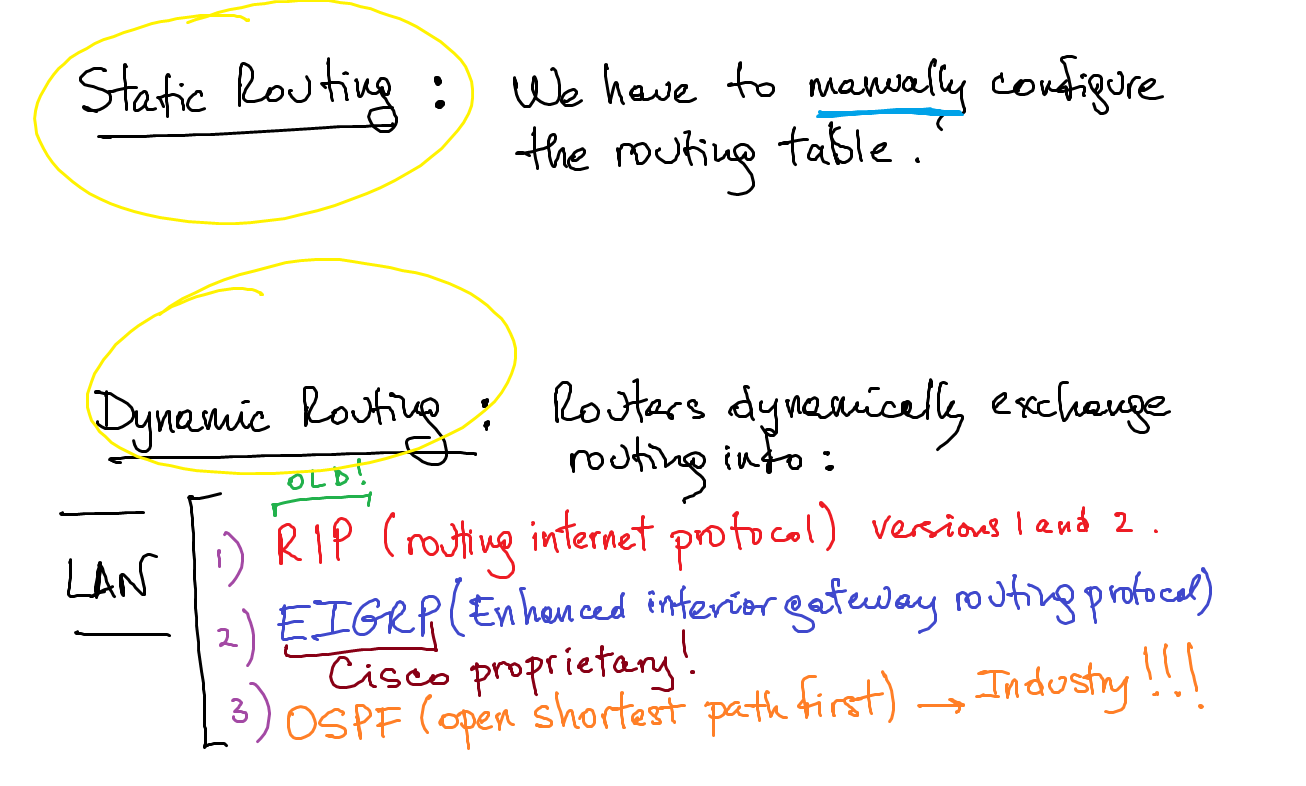 Static Routing : We have to manually configure
the routing table.
Dynamic Routing : Routers dynamically exchange
routing info :
OLD!
1) RIP (routing internet protocol) versions 1 and 2.
LAN
2) EIGRP (Enhanced interior gateway routing protocol)
Cisco proprietary!
3) OSPF (open shortest path first) → Industry!!!